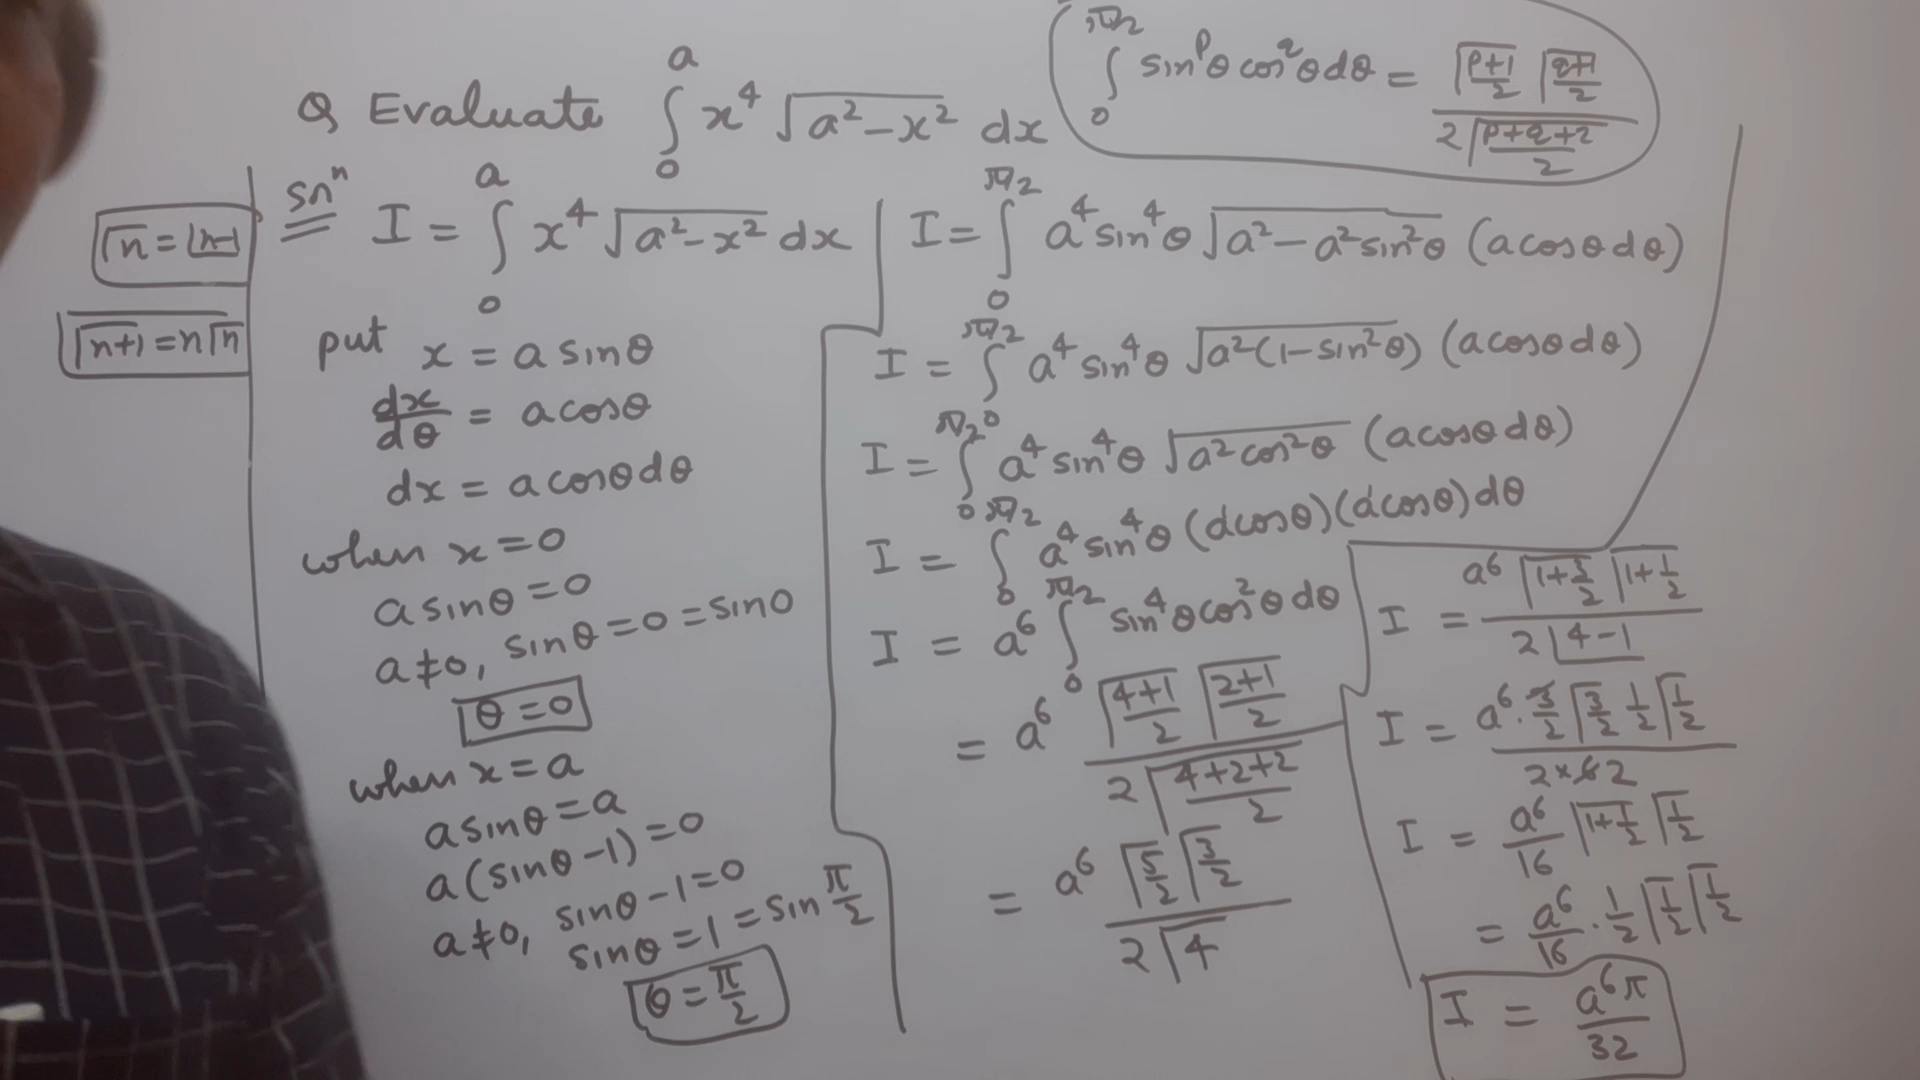 Q Evaluate ∫₀ᵃ x⁴ √(a²-x²) dx
∫₀^(π/2) sin^pθ cos^qθ dθ = Γ((p+1)/2) Γ((q+1)/2) / 2Γ((p+q+2)/2)
Γn = ⌊n-1
Γ(n+1) = nΓn
Solⁿ I = ∫₀ᵃ x⁴ √(a²-x²) dx
put x = a sinθ
dx/dθ = a cosθ
dx = a cosθ dθ
when x = 0
a sinθ = 0
a ≠ 0, sinθ = 0 = sin0
θ = 0
when x = a
a sinθ = a
a(sinθ - 1) = 0
a ≠ 0, sinθ - 1 = 0
sinθ = 1 = sin π/2
θ = π/2
I = ∫₀^(π/2) a⁴ sin⁴θ √(a² - a² sin²θ) (a cosθ dθ)
I = ∫₀^(π/2) a⁴ sin⁴θ √(a²(1-sin²θ)) (a cosθ dθ)
I = ∫₀^(π/2) a⁴ sin⁴θ √(a² cos²θ) (a cosθ dθ)
I = ∫₀^(π/2) a⁴ sin⁴θ (a cosθ)(a cosθ) dθ
I = a⁶ ∫₀^(π/2) sin⁴θ cos²θ dθ
= a⁶ Γ((4+1)/2) Γ((2+1)/2) / 2Γ((4+2+2)/2)
= a⁶ Γ(5/2) Γ(3/2) / 2Γ4
I = a⁶ Γ(1+3/2) Γ(1+1/2) / 2⌊4-1
I = a⁶ · 3/2 Γ(3/2) 1/2 Γ(1/2) / 2×6 2
I = a⁶/16 Γ(1+1/2) Γ(1/2)
= a⁶/16 · 1/2 Γ(1/2) Γ(1/2)
I = a⁶π/32